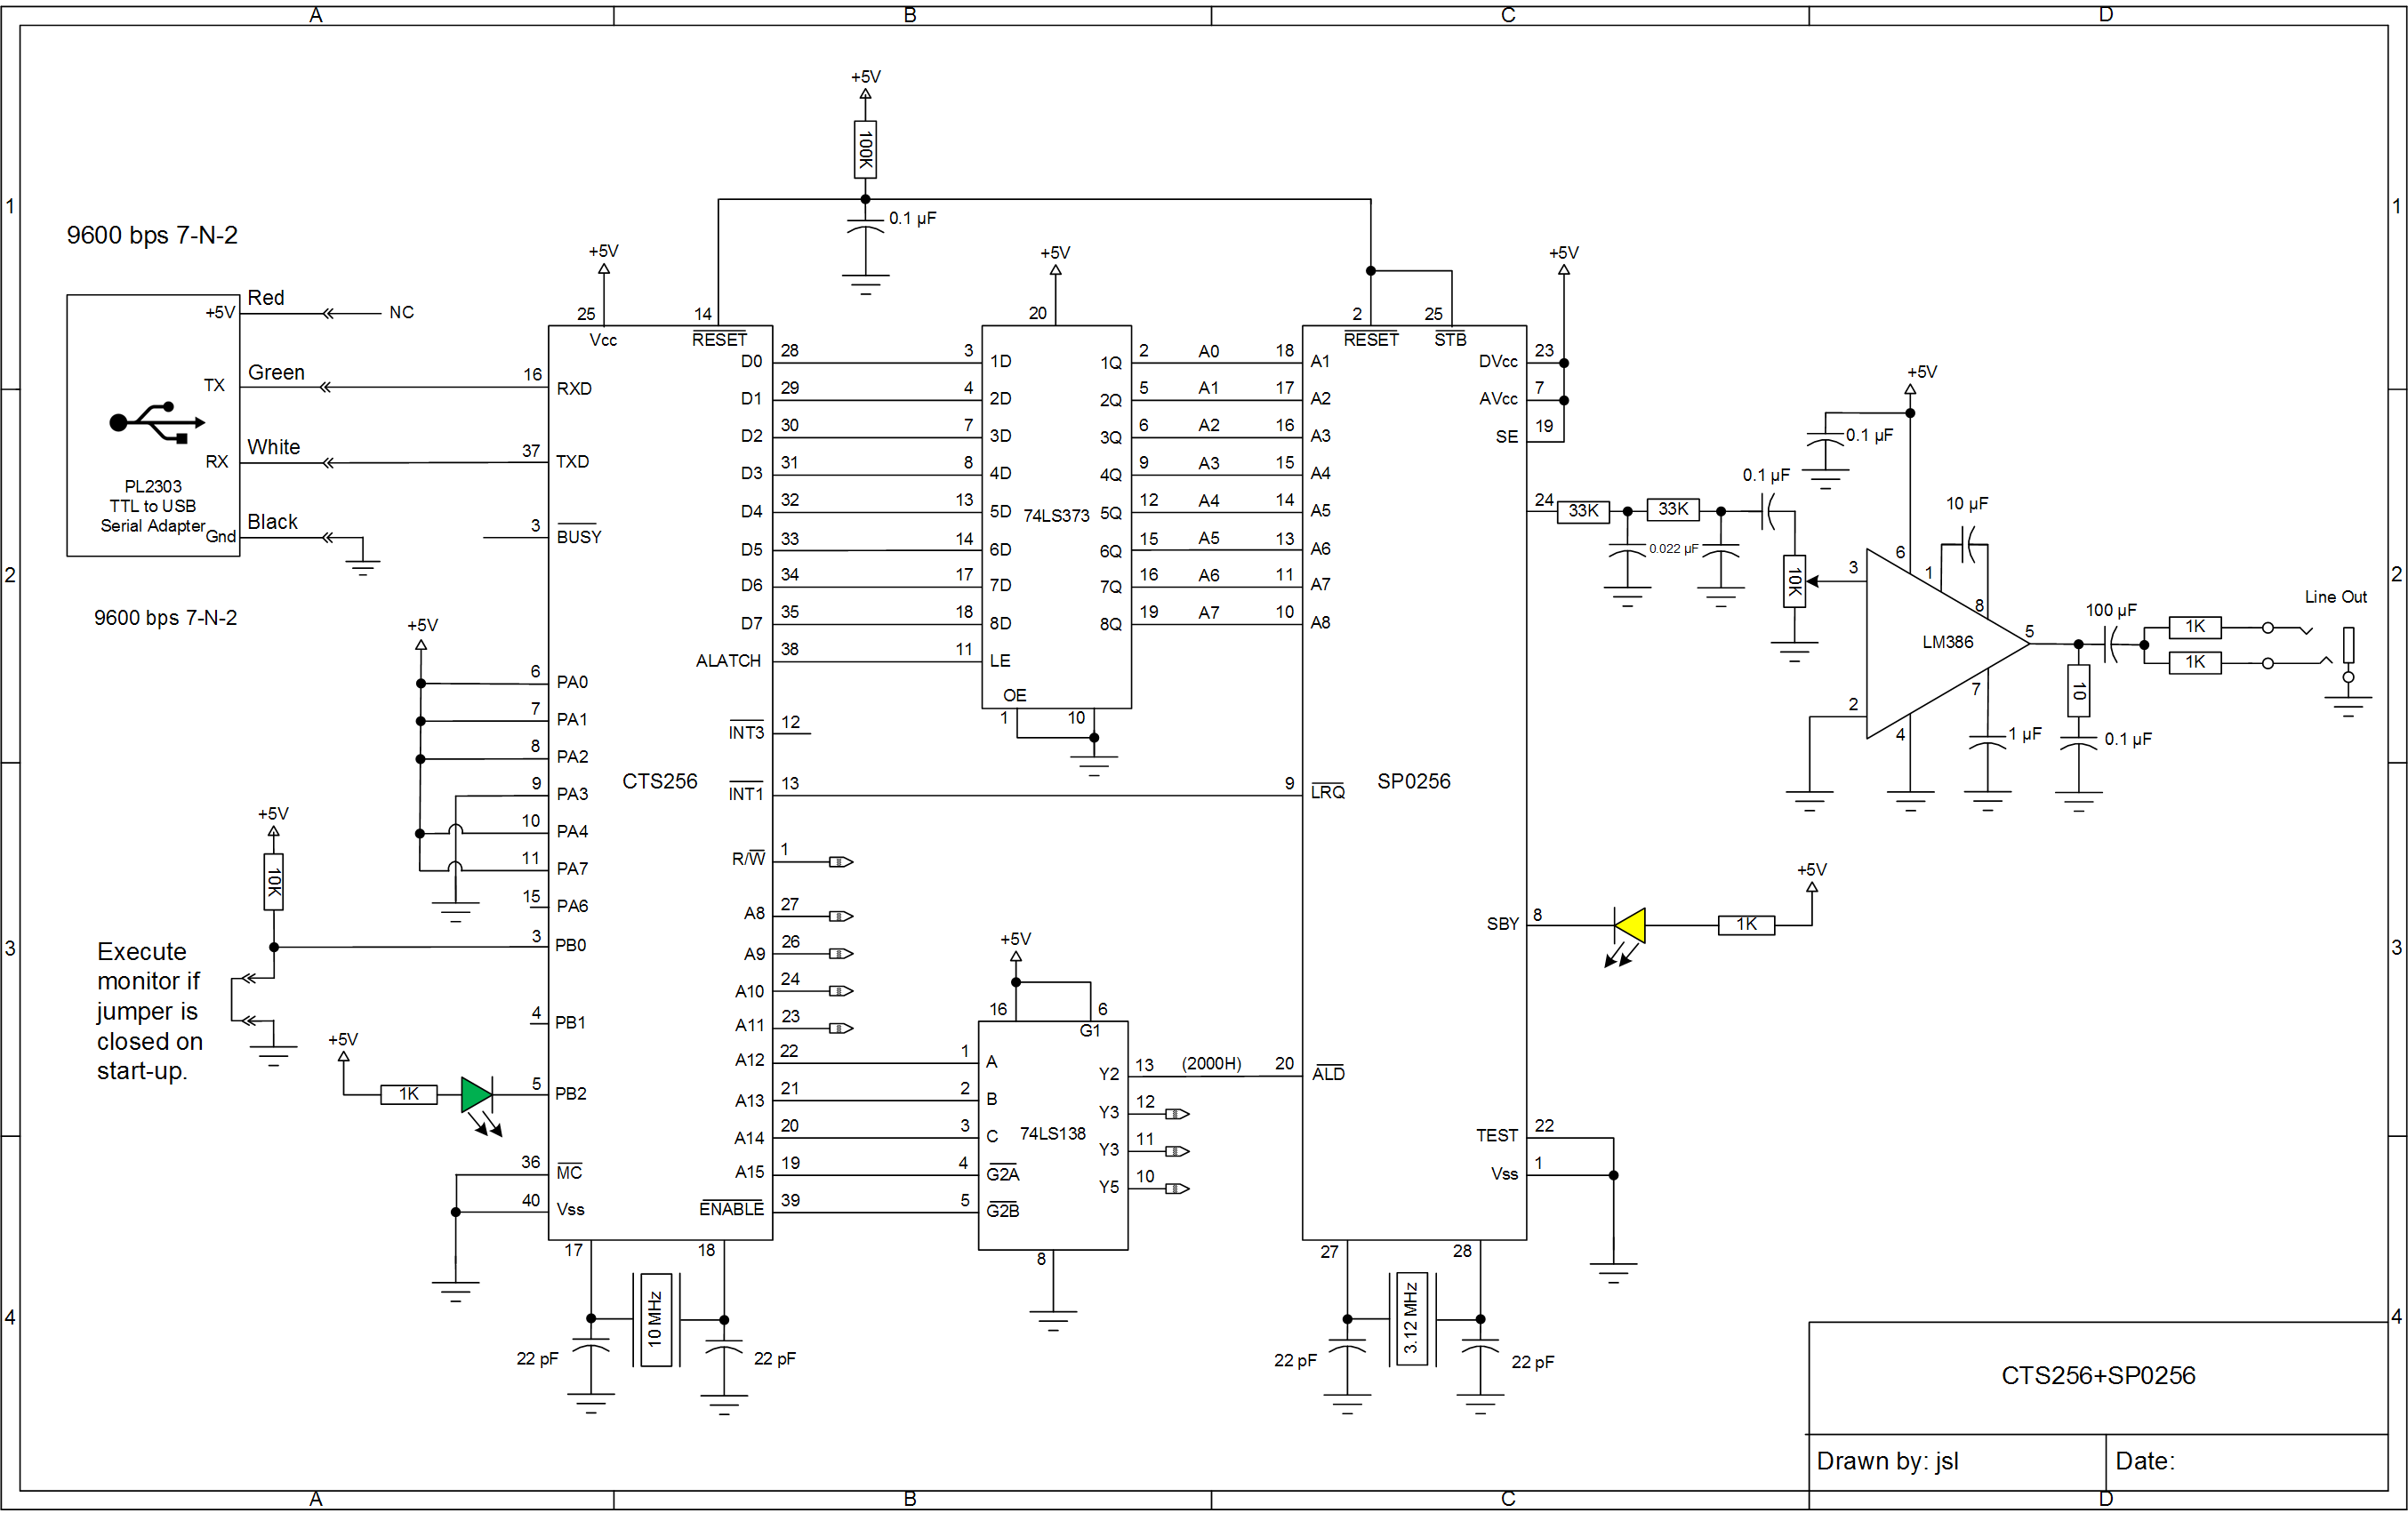 A
B
C
D
1
1
2
2
3
3
4
4
A
B
C
D
9600 bps 7-N-2
+5V
Red
NC
TX
Green
RX
White
PL2303
TTL to USB
Serial Adapter
Gnd
Black
9600 bps 7-N-2
+5V
100K
0.1 µF
+5V
25
Vcc
14
RESET
16
RXD
37
TXD
3
BUSY
+5V
6
PA0
7
PA1
8
PA2
9
PA3
10
PA4
11
PA7
15
PA6
3
PB0
4
PB1
5
PB2
36
MC
40
Vss
+5V
10K
Execute
monitor if
jumper is
closed on
start-up.
+5V
1K
CTS256
D0
28
D1
29
D2
30
D3
31
D4
32
D5
33
D6
34
D7
35
ALATCH
38
INT3
12
INT1
13
R/W
1
A8
27
A9
26
A10
24
A11
23
A12
22
A13
21
A14
20
A15
19
ENABLE
39
17
18
10 MHz
22 pF
22 pF
+5V
20
3
1D
1Q
2
A0
4
2D
2Q
5
A1
7
3D
3Q
6
A2
8
4D
4Q
9
A3
13
5D
74LS373
5Q
12
A4
14
6D
6Q
15
A5
17
7D
7Q
16
A6
18
8D
8Q
19
A7
11
LE
OE
1
10
+5V
16
6
G1
1
A
2
B
3
C
4
G2A
5
G2B
74LS138
Y2
13
(2000H)
Y3
12
Y3
11
Y5
10
8
2
RESET
25
STB
18
A1
17
A2
16
A3
15
A4
14
A5
13
A6
11
A7
10
A8
9
LRQ
SP0256
20
ALD
+5V
DVcc
23
AVcc
7
SE
19
24
33K
33K
0.022 µF
0.1 µF
10K
SBY
8
1K
+5V
TEST
22
Vss
1
27
28
3.12 MHz
22 pF
22 pF
+5V
0.1 µF
10 µF
6
1
8
3
2
LM386
5
7
4
1 µF
100 µF
10
0.1 µF
1K
1K
Line Out
CTS256+SP0256
Drawn by: jsl
Date: